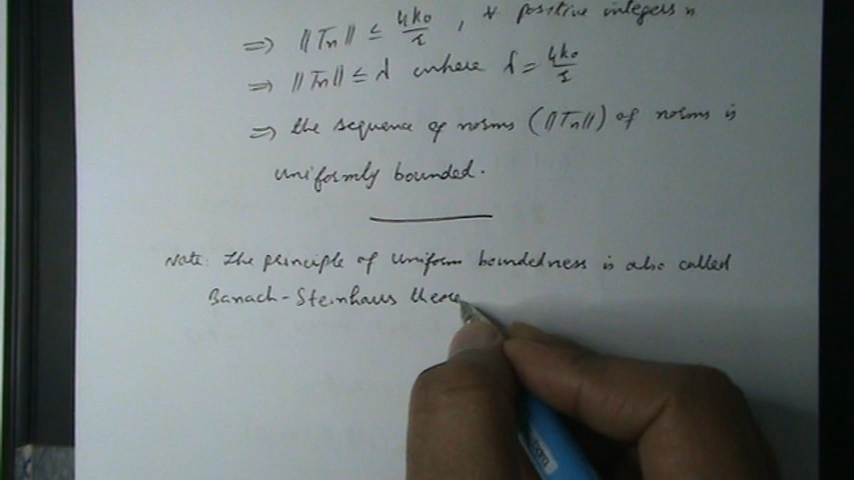 ⇒ ||Tn|| ≤ 4k₀/r , ∀ positive integers n
⇒ ||Tn|| ≤ λ where λ = 4k₀/r
⇒ the sequence of norms (||Tn||) of norms is
uniformly bounded.
Note: The principle of uniform boundedness is also called
Banach-Steinhaus theore